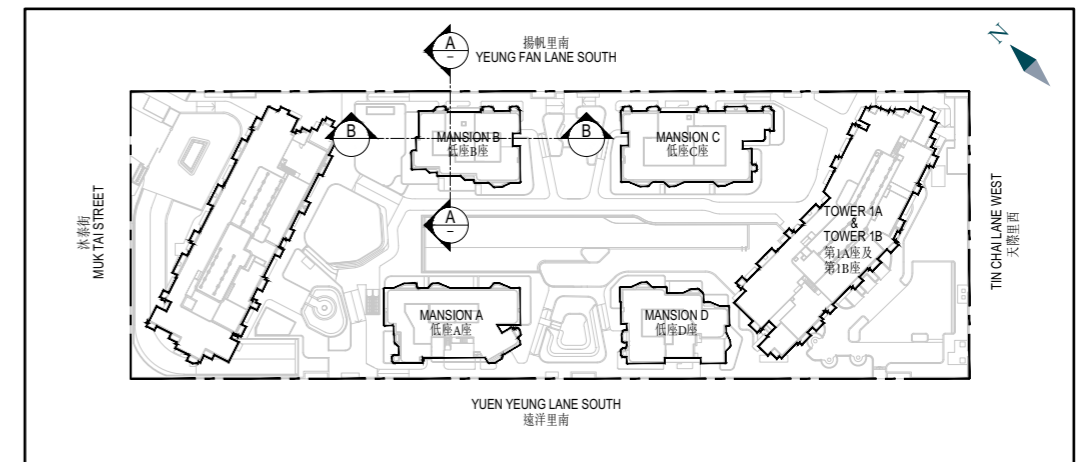 N
A
–
揚帆里南
YEUNG FAN LANE SOUTH
B
MANSION B
低座B座
B
MANSION C
低座C座
A
–
沐泰街
MUK TAI STREET
TOWER 1A
&
TOWER 1B
第1A座及
第1B座
TIN CHAI LANE WEST
天際里西
MANSION A
低座A座
MANSION D
低座D座
YUEN YEUNG LANE SOUTH
遠洋里南